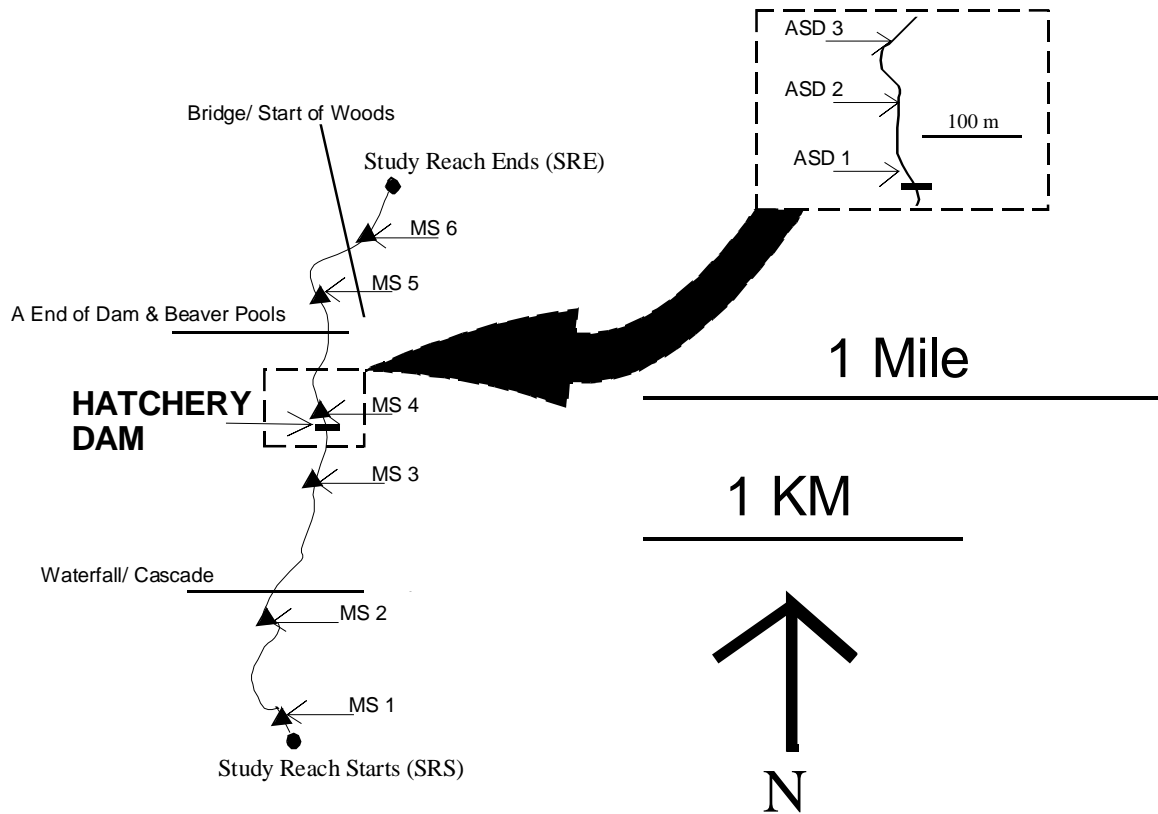 ASD 3
ASD 2
100 m
ASD 1
Bridge/ Start of Woods
Study Reach Ends (SRE)
MS 6
MS 5
A End of Dam & Beaver Pools
1 Mile
HATCHERY
DAM
MS 4
MS 3
1 KM
Waterfall/ Cascade
MS 2
MS 1
Study Reach Starts (SRS)
N